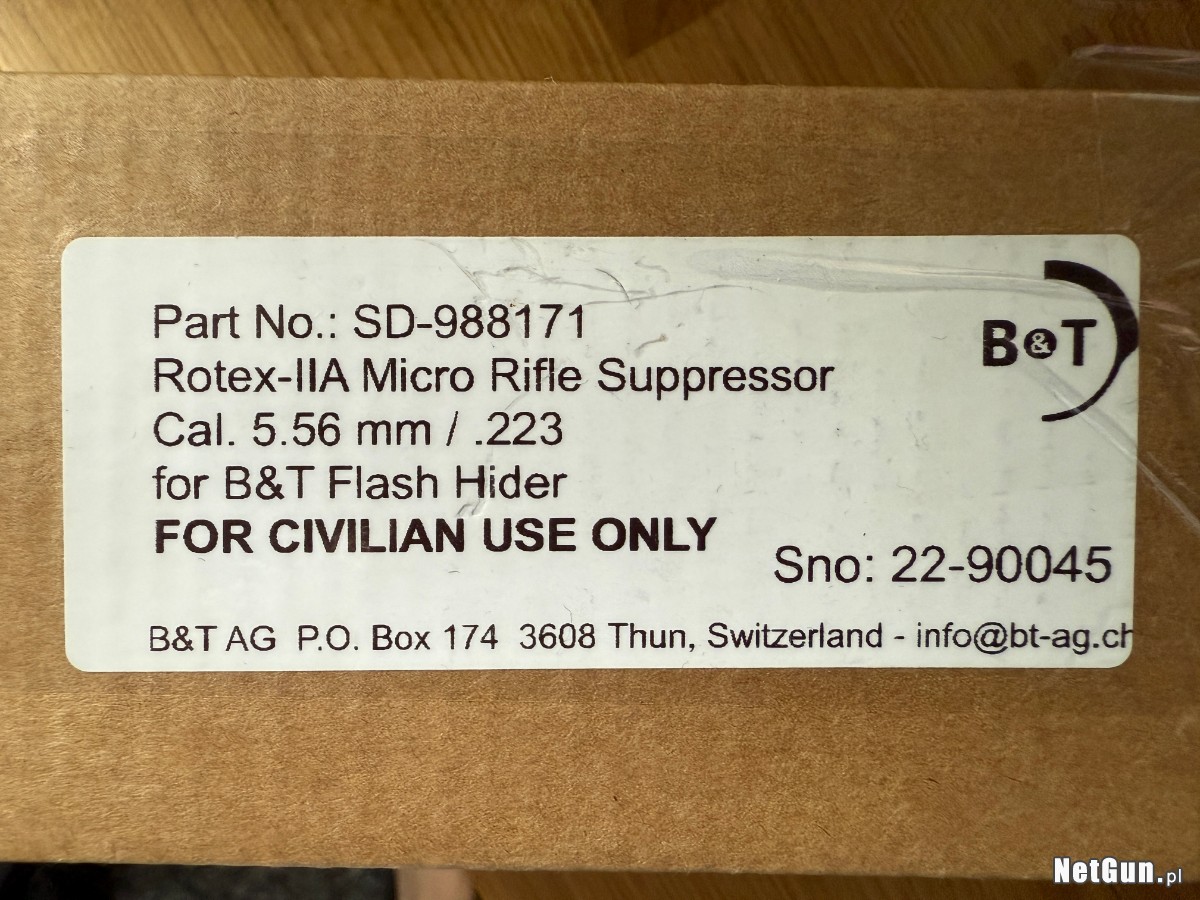 Part No.: SD-988171
Rotex-IIA Micro Rifle Suppressor
Cal. 5.56 mm / .223
for B&T Flash Hider
FOR CIVILIAN USE ONLY
B&T
Sno: 22-90045
B&T AG P.O. Box 174 3608 Thun, Switzerland - info@bt-ag.ch
NetGun.pl